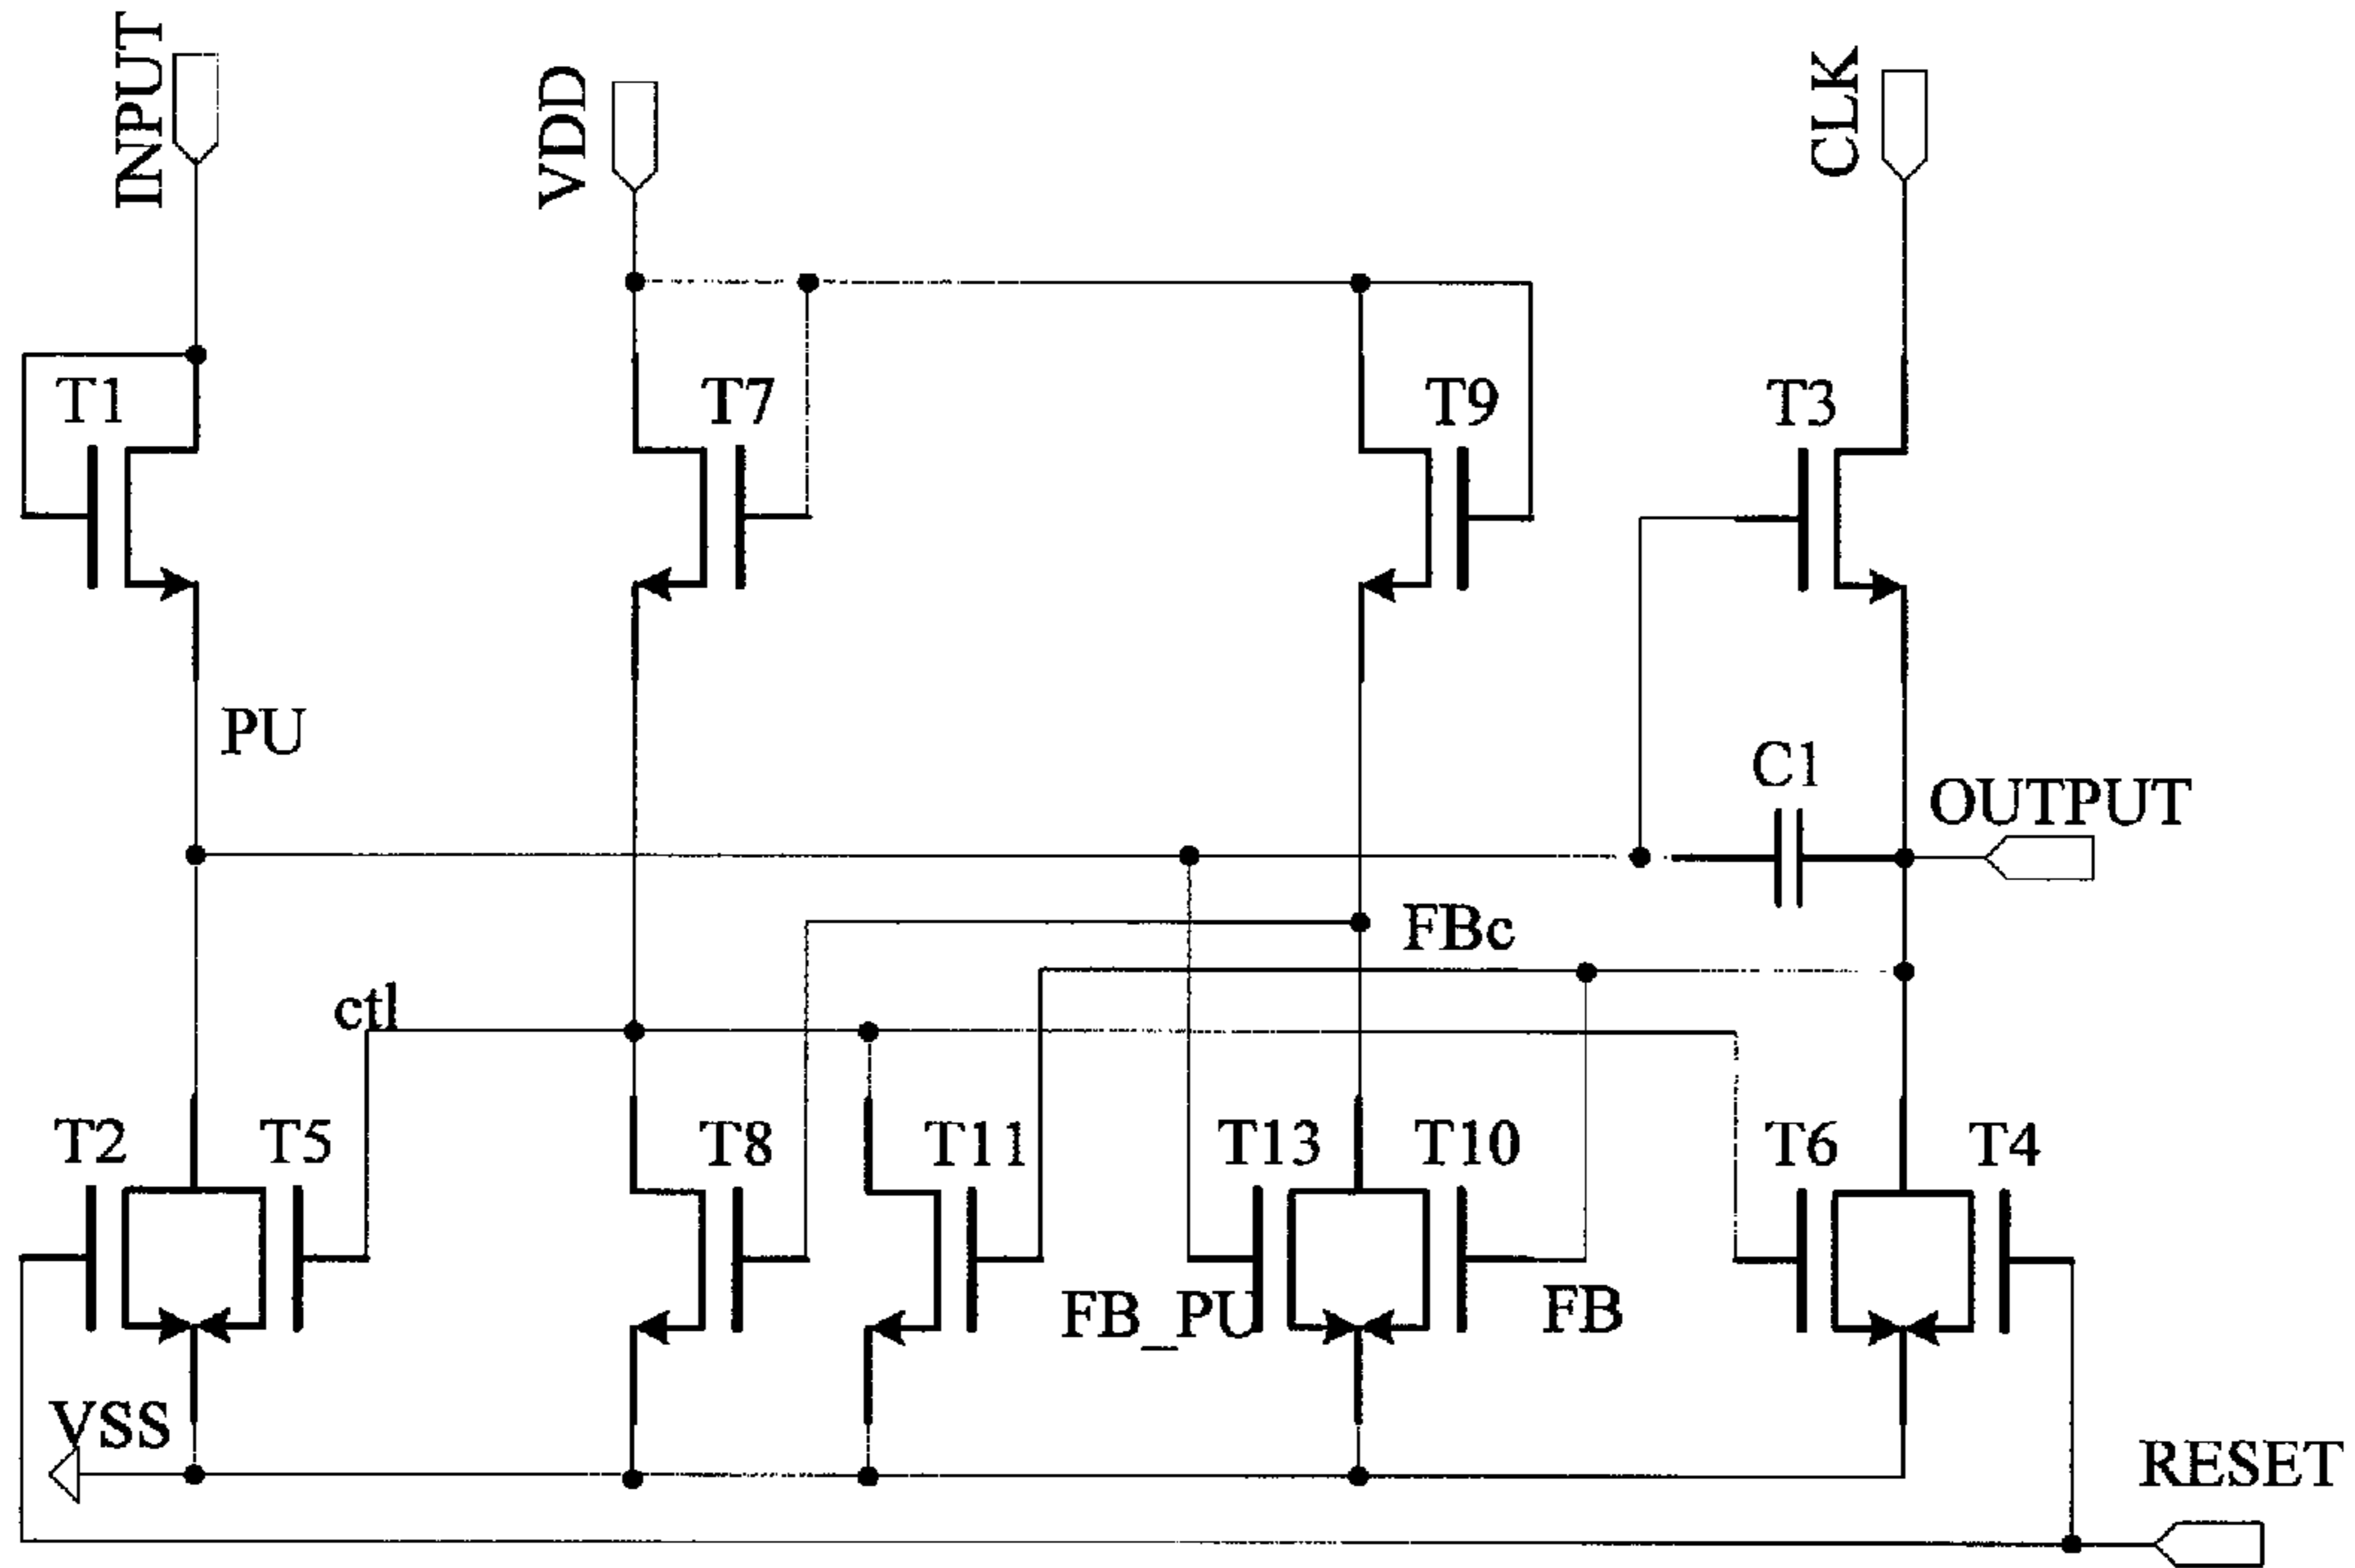 INPUT
VDD
CLK
T1
T7
T9
T3
PU
C1
OUTPUT
FBc
ctl
T2
T5
T8
T11
T13
T10
T6
T4
FB_PU
FB
VSS
RESET